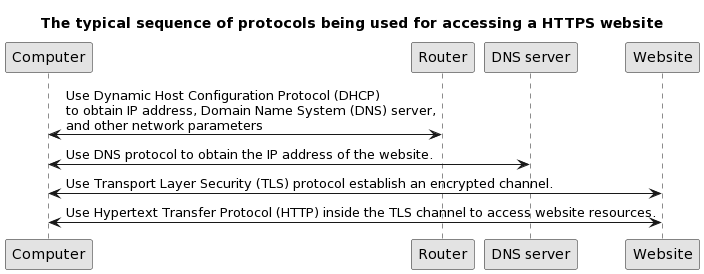 The typical sequence of protocols being used for accessing a HTTPS website
Computer Router DNS server Website
Use Dynamic Host Configuration Protocol (DHCP)
to obtain IP address, Domain Name System (DNS) server,
and other network parameters
Use DNS protocol to obtain the IP address of the website.
Use Transport Layer Security (TLS) protocol establish an encrypted channel.
Use Hypertext Transfer Protocol (HTTP) inside the TLS channel to access website resources.
Computer Router DNS server Website